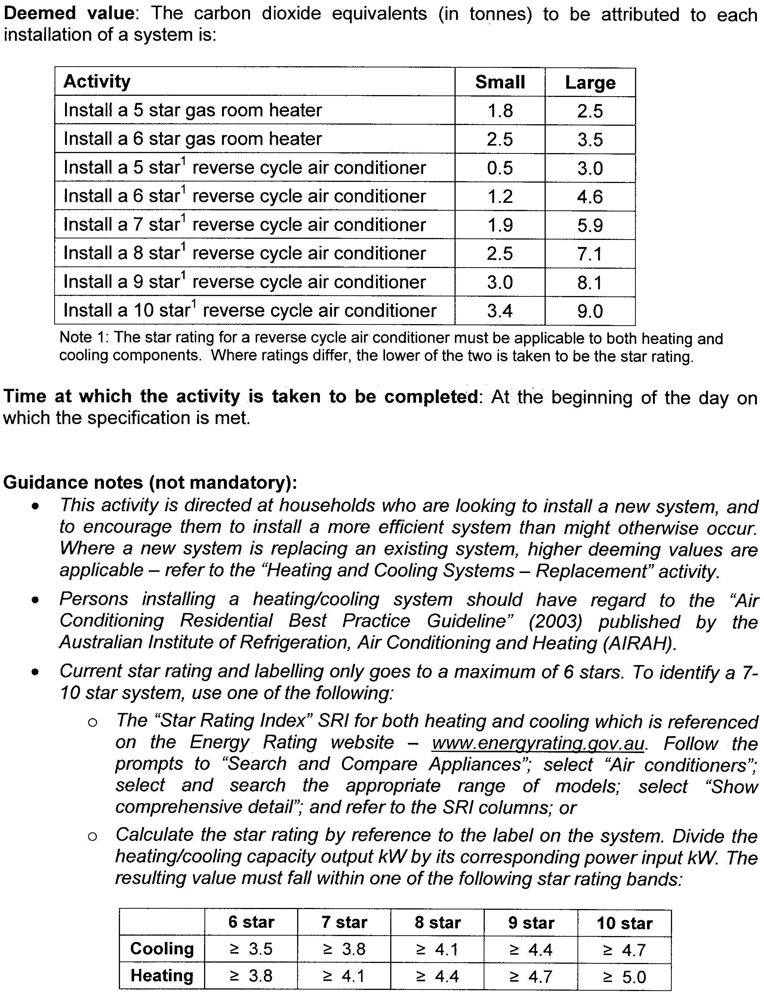 Deemed value: The carbon dioxide equivalents (in tonnes) to be attributed to each
installation of a system is:
Activity Small Large
Install a 5 star gas room heater 1.8 2.5
Install a 6 star gas room heater 2.5 3.5
Install a 5 star¹ reverse cycle air conditioner 0.5 3.0
Install a 6 star¹ reverse cycle air conditioner 1.2 4.6
Install a 7 star¹ reverse cycle air conditioner 1.9 5.9
Install a 8 star¹ reverse cycle air conditioner 2.5 7.1
Install a 9 star¹ reverse cycle air conditioner 3.0 8.1
Install a 10 star¹ reverse cycle air conditioner 3.4 9.0
Note 1: The star rating for a reverse cycle air conditioner must be applicable to both heating and
cooling components. Where ratings differ, the lower of the two is taken to be the star rating.
Time at which the activity is taken to be completed: At the beginning of the day on
which the specification is met.
Guidance notes (not mandatory):
• This activity is directed at households who are looking to install a new system, and
to encourage them to install a more efficient system than might otherwise occur.
Where a new system is replacing an existing system, higher deeming values are
applicable – refer to the “Heating and Cooling Systems – Replacement” activity.
• Persons installing a heating/cooling system should have regard to the “Air
Conditioning Residential Best Practice Guideline” (2003) published by the
Australian Institute of Refrigeration, Air Conditioning and Heating (AIRAH).
• Current star rating and labelling only goes to a maximum of 6 stars. To identify a 7-
10 star system, use one of the following:
o The “Star Rating Index” SRI for both heating and cooling which is referenced
on the Energy Rating website – www.energyrating.gov.au. Follow the
prompts to “Search and Compare Appliances”; select “Air conditioners”;
select and search the appropriate range of models; select “Show
comprehensive detail”; and refer to the SRI columns; or
o Calculate the star rating by reference to the label on the system. Divide the
heating/cooling capacity output kW by its corresponding power input kW. The
resulting value must fall within one of the following star rating bands:
6 star 7 star 8 star 9 star 10 star
Cooling ≥ 3.5 ≥ 3.8 ≥ 4.1 ≥ 4.4 ≥ 4.7
Heating ≥ 3.8 ≥ 4.1 ≥ 4.4 ≥ 4.7 ≥ 5.0